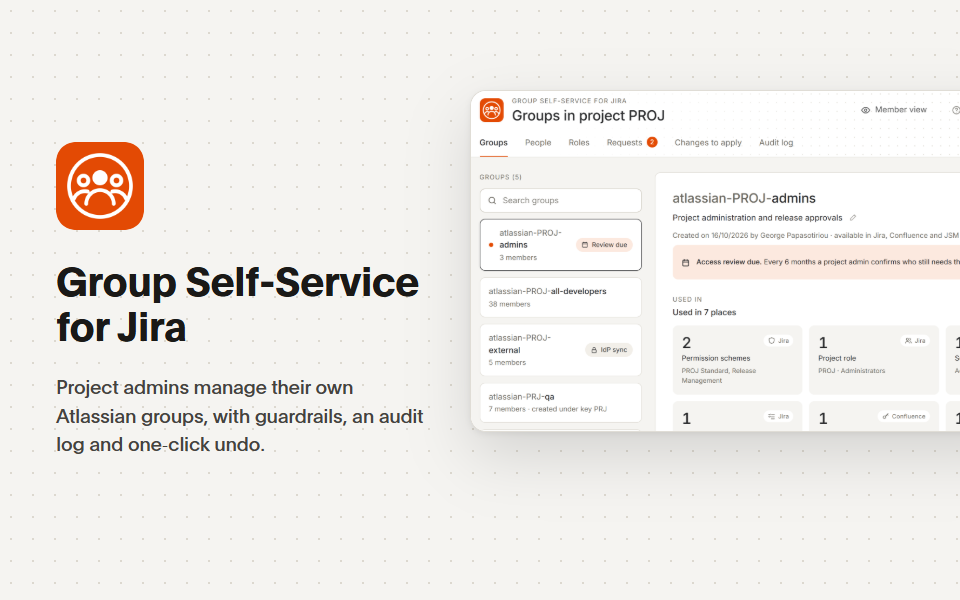 Group Self-Service
for Jira
Project admins manage their own
Atlassian groups, with guardrails, an audit
log and one-click undo.
GROUP SELF-SERVICE FOR JIRA
Groups in project PROJ
Member view
Groups
People
Roles
Requests 2
Changes to apply
Audit log
GROUPS (5)
Search groups
atlassian-PROJ-
admins
3 members
Review due
atlassian-PROJ-all-developers
38 members
atlassian-PROJ-
external
5 members
IdP sync
atlassian-PRJ-qa
7 members · created under key PRJ
atlassian-PROJ-admins
Project administration and release approvals
Created on 16/10/2026 by George Papasotiriou · available in Jira, Confluence and JSM
Access review due. Every 6 months a project admin confirms who still needs th
USED IN
Used in 7 places
2
Jira
Permission schemes
PROJ Standard, Release
Management
1
Jira
Project role
PROJ · Administrators
1
Jira
1
Confluence